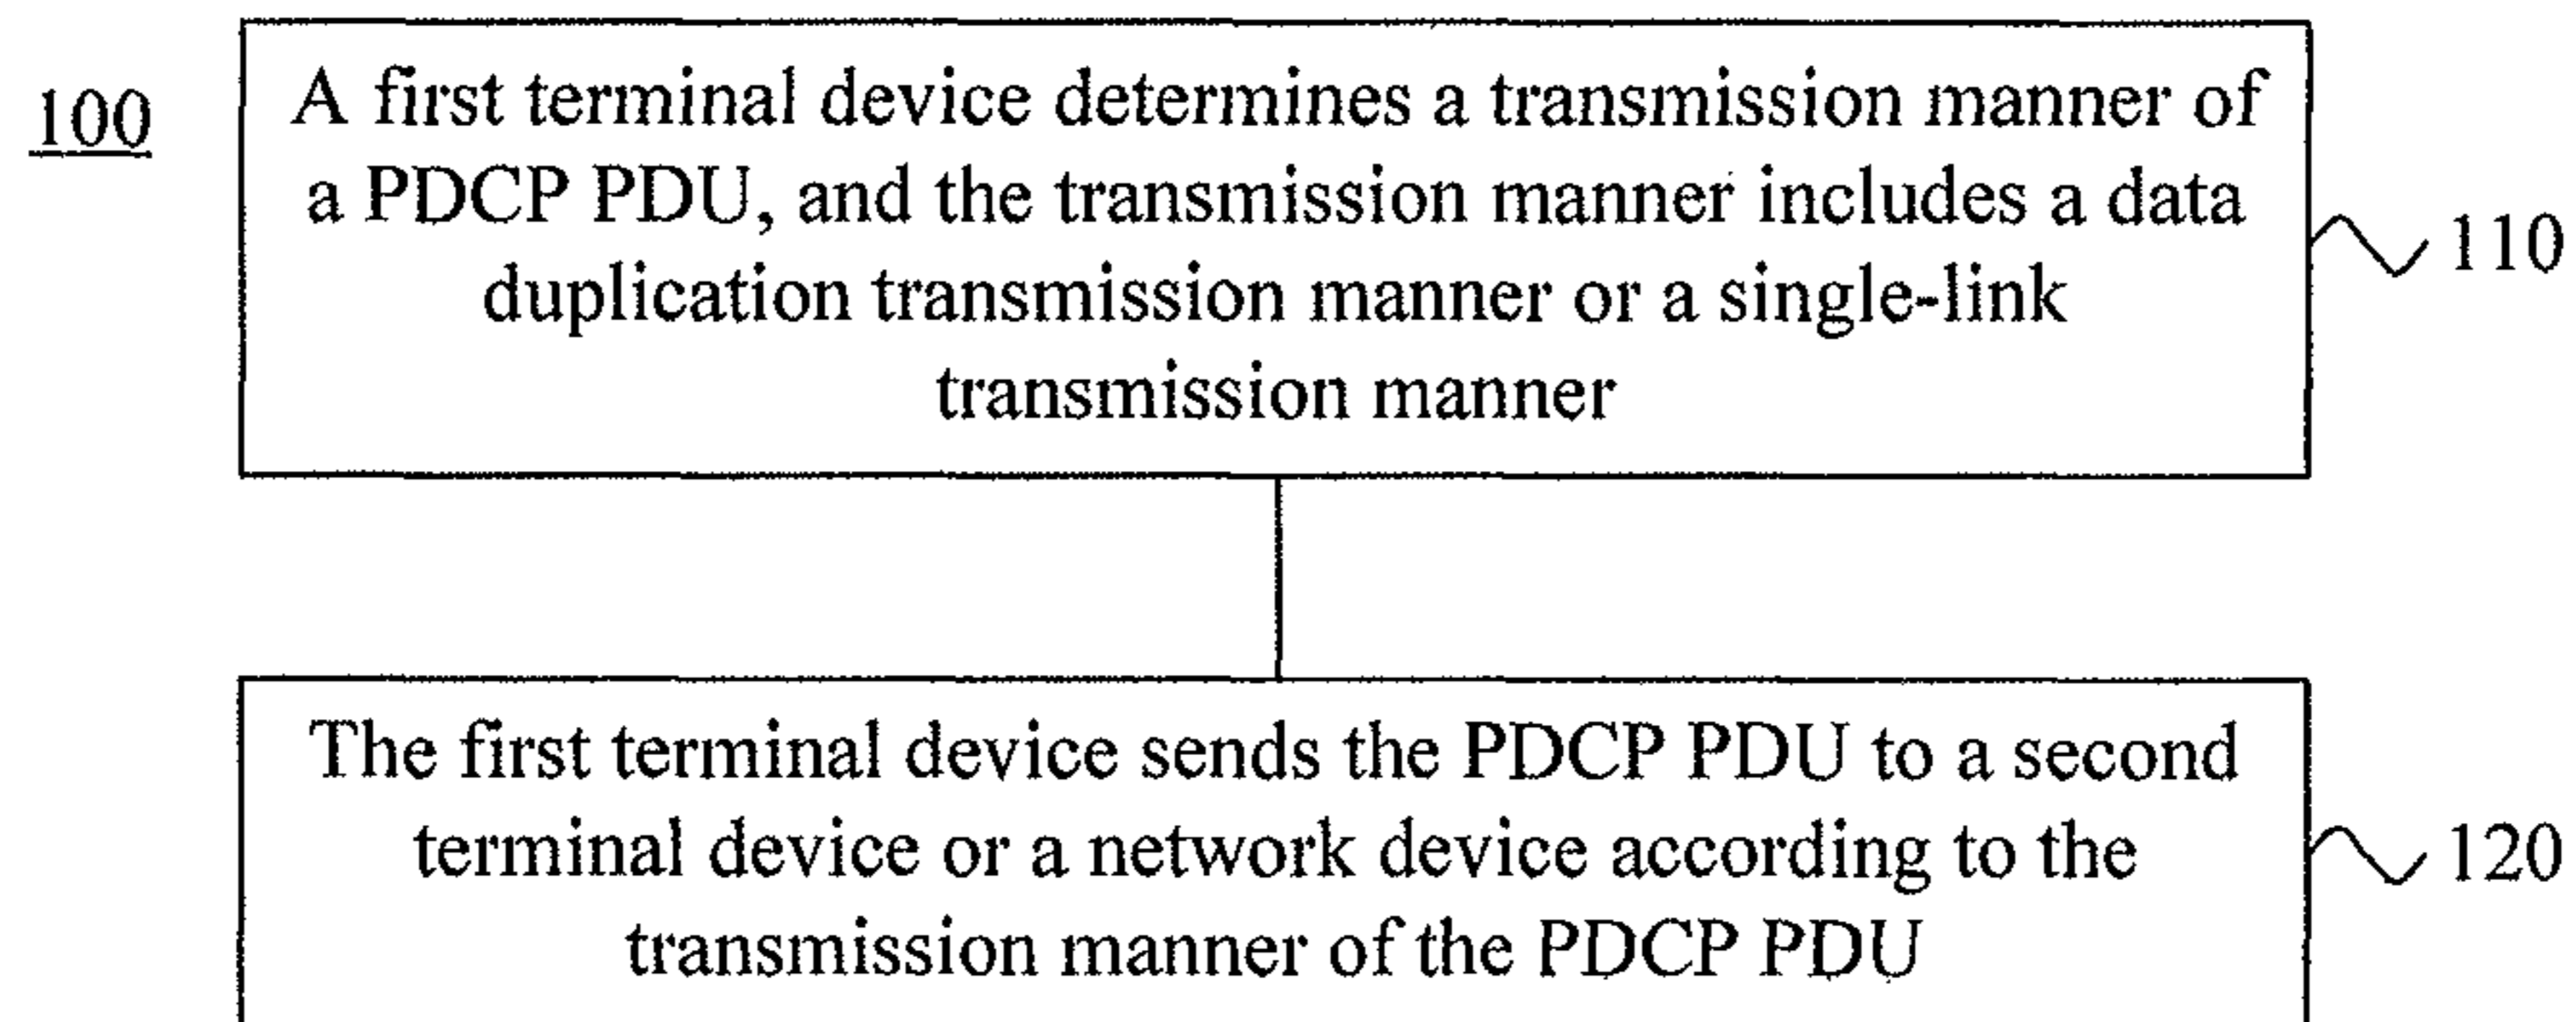 100
A first terminal device determines a transmission manner of
a PDCP PDU, and the transmission manner includes a data
duplication transmission manner or a single-link
transmission manner
110
The first terminal device sends the PDCP PDU to a second
terminal device or a network device according to the
transmission manner of the PDCP PDU
120